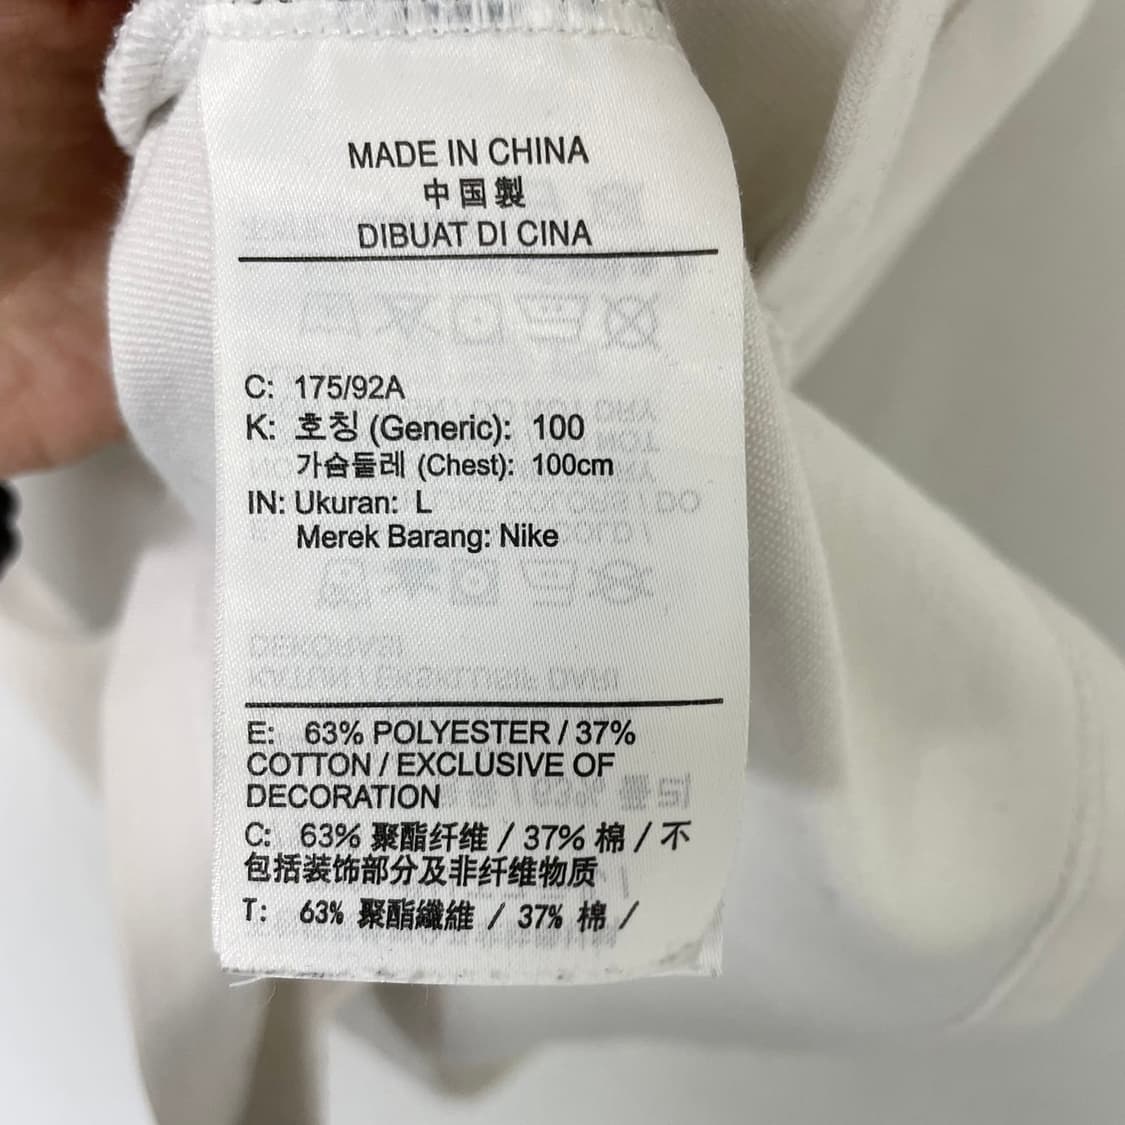 MADE IN CHINA
中国製
DIBUAT DI CINA
C: 175/92A
K: 호칭 (Generic): 100
가슴둘레 (Chest): 100cm
IN: Ukuran: L
Merek Barang: Nike
E: 63% POLYESTER / 37%
COTTON / EXCLUSIVE OF
DECORATION
C: 63% 聚酯纤维 / 37% 棉 / 不
包括装饰部分及非纤维物质
T: 63% 聚酯纖維 / 37% 棉 /